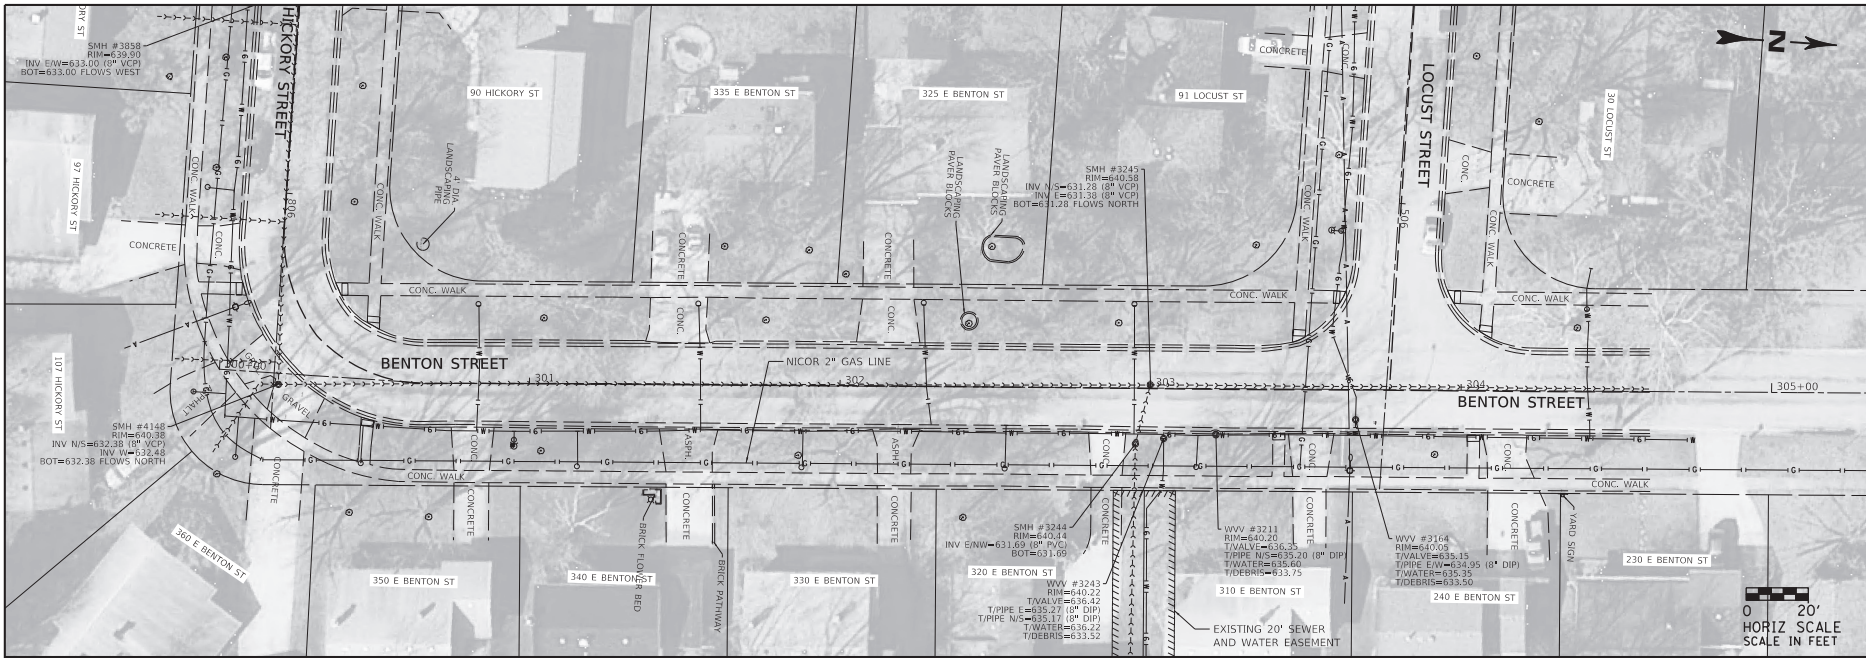 HICKORY ST
SMH #3858
RIM=639.90
INV E/W=633.00 (8" VCP)
BOT=633.00 FLOWS WEST
HICKORY STREET
90 HICKORY ST
335 E BENTON ST
325 E BENTON ST
91 LOCUST ST
CONCRETE
CONC.
LOCUST STREET
30 LOCUST ST
N
97 HICKORY ST
CONC. WALK
CONC.
806
CONC. WALK
4' DIA
LANDSCAPING
PIPE
LANDSCAPING
PAVER BLOCKS
LANDSCAPING
PAVER BLOCKS
SMH #3245
RIM=640.58
INV N/S=631.28 (8" VCP)
INV E=631.38 (8" VCP)
BOT=631.28 FLOWS NORTH
CONC. WALK
506
CONC.
CONCRETE
CONC. WALK
CONCRETE
CONCRETE
CONCRETE
CONC. WALK
CONC. WALK
CONC. WALK
CONC.
CONC.
107 HICKORY ST
BENTON STREET
NICOR 2" GAS LINE
301
302
303
304
305+00
BENTON STREET
GRAVEL
ASPHALT
SMH #4148
RIM=640.38
INV N/S=632.38 (8" VCP)
INV W=632.48
BOT=632.38 FLOWS NORTH
CONCRETE
CONC.
ASPH.
ASPH.
CONC.
CONC.
CONC.
CONC. WALK
CONC. WALK
CONCRETE
CONCRETE
CONCRETE
CONCRETE
CONCRETE
CONCRETE
360 E BENTON ST
350 E BENTON ST
340 E BENTON ST
BRICK FLOWER BED
BRICK PATHWAY
330 E BENTON ST
320 E BENTON ST
SMH #3244
RIM=640.44
INV E/NW=631.69 (8" PVC)
BOT=631.69
WVV #3243
RIM=640.22
T/VALVE=636.42
T/PIPE E=635.27 (8" DIP)
T/PIPE N/S=635.17 (8" DIP)
T/WATER=636.22
T/DEBRIS=633.52
WVV #3211
RIM=640.20
T/VALVE=636.35
T/PIPE N/S=635.20 (8" DIP)
T/WATER=635.60
T/DEBRIS=633.75
310 E BENTON ST
EXISTING 20' SEWER
AND WATER EASEMENT
WVV #3164
RIM=640.05
T/VALVE=635.15
T/PIPE E/W=634.95 (8" DIP)
T/WATER=635.35
T/DEBRIS=633.50
240 E BENTON ST
YARD SIGN
230 E BENTON ST
0 20'
HORIZ SCALE
SCALE IN FEET